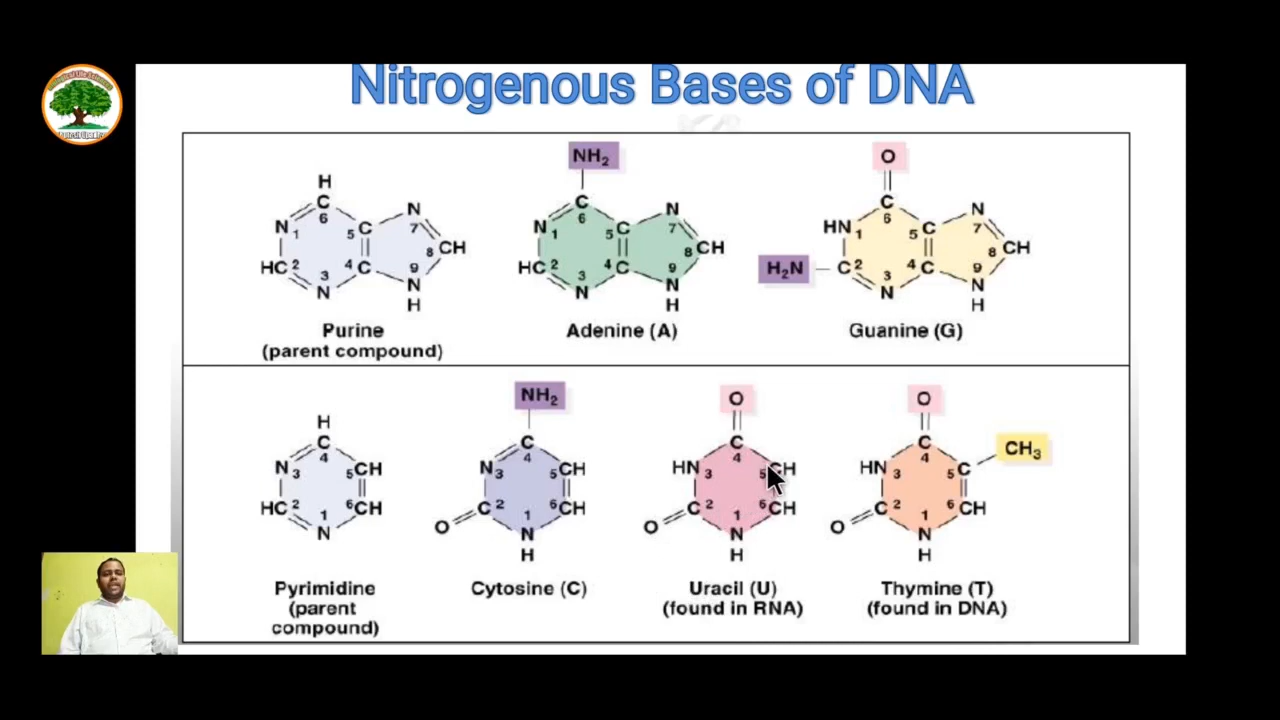 Nitrogenous Bases of DNA
NH₂
O
H
C
C
C
6
6
6
N
N
N
N
HN
N
1
5
C
7
1
5
C
7
1
5
C
7
8
CH
8
CH
8
CH
HC
2
4
C
9
HC
2
4
C
9
H₂N
C
2
4
C
9
3
3
3
N
N
N
N
N
N
H
H
H
Purine
(parent compound)
Adenine (A)
Guanine (G)
NH₂
O
O
H
C
C
C
C
CH₃
4
4
4
4
N
3
5
CH
N
3
5
CH
HN
3
5
CH
HN
3
5
C
HC
2
6
CH
C
2
6
CH
C
2
6
CH
C
2
6
CH
1
1
1
1
O
O
O
N
N
N
N
H
H
H
Pyrimidine
(parent
compound)
Cytosine (C)
Uracil (U)
(found in RNA)
Thymine (T)
(found in DNA)